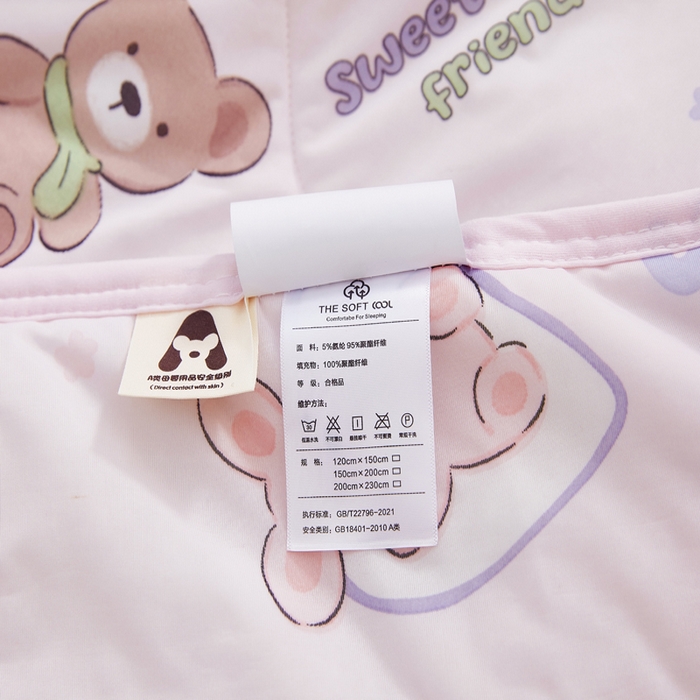 Sweet
friend
THE SOFT COOL
Comfortabe For Sleeping
面 料: 5%氨纶 95%聚酯纤维
填充物: 100%聚酯纤维
等 级: 合格品
维护方法:
30
P
低温水洗 不可漂白 悬挂晾干 不可熨烫 常规干洗
规 格: 120cm×150cm
150cm×200cm
200cm×230cm
执行标准: GB/T22796-2021
安全类别: GB18401-2010 A类
A类母婴用品安全级别
(Direct contact with skin)